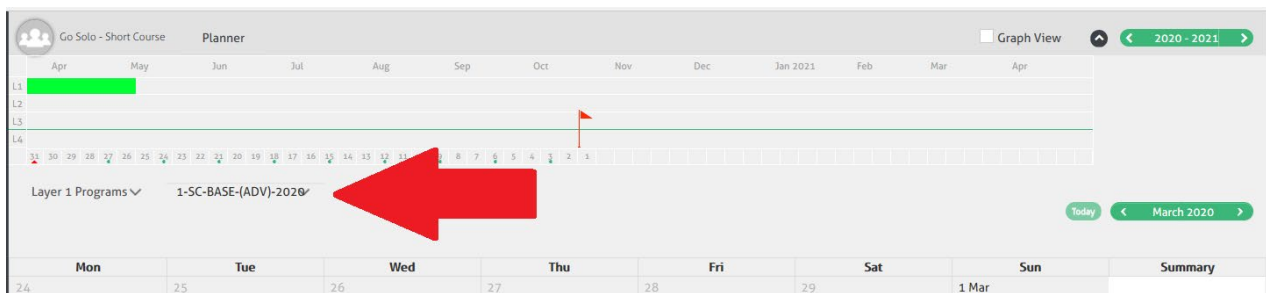 Go Solo - Short Course Planner Graph View 2020 - 2021
Apr May Jun Jul Aug Sep Oct Nov Dec Jan 2021 Feb Mar Apr
L1
L2
L3
L4
31 30 29 28 27 26 25 24 23 22 21 20 19 18 17 16 15 14 13 12 11 8 7 6 5 4 3 2 1
Layer 1 Programs 1-SC-BASE-(ADV)-2020
Today March 2020
Mon Tue Wed Thu Fri Sat Sun Summary
24 25 26 27 28 29 1 Mar